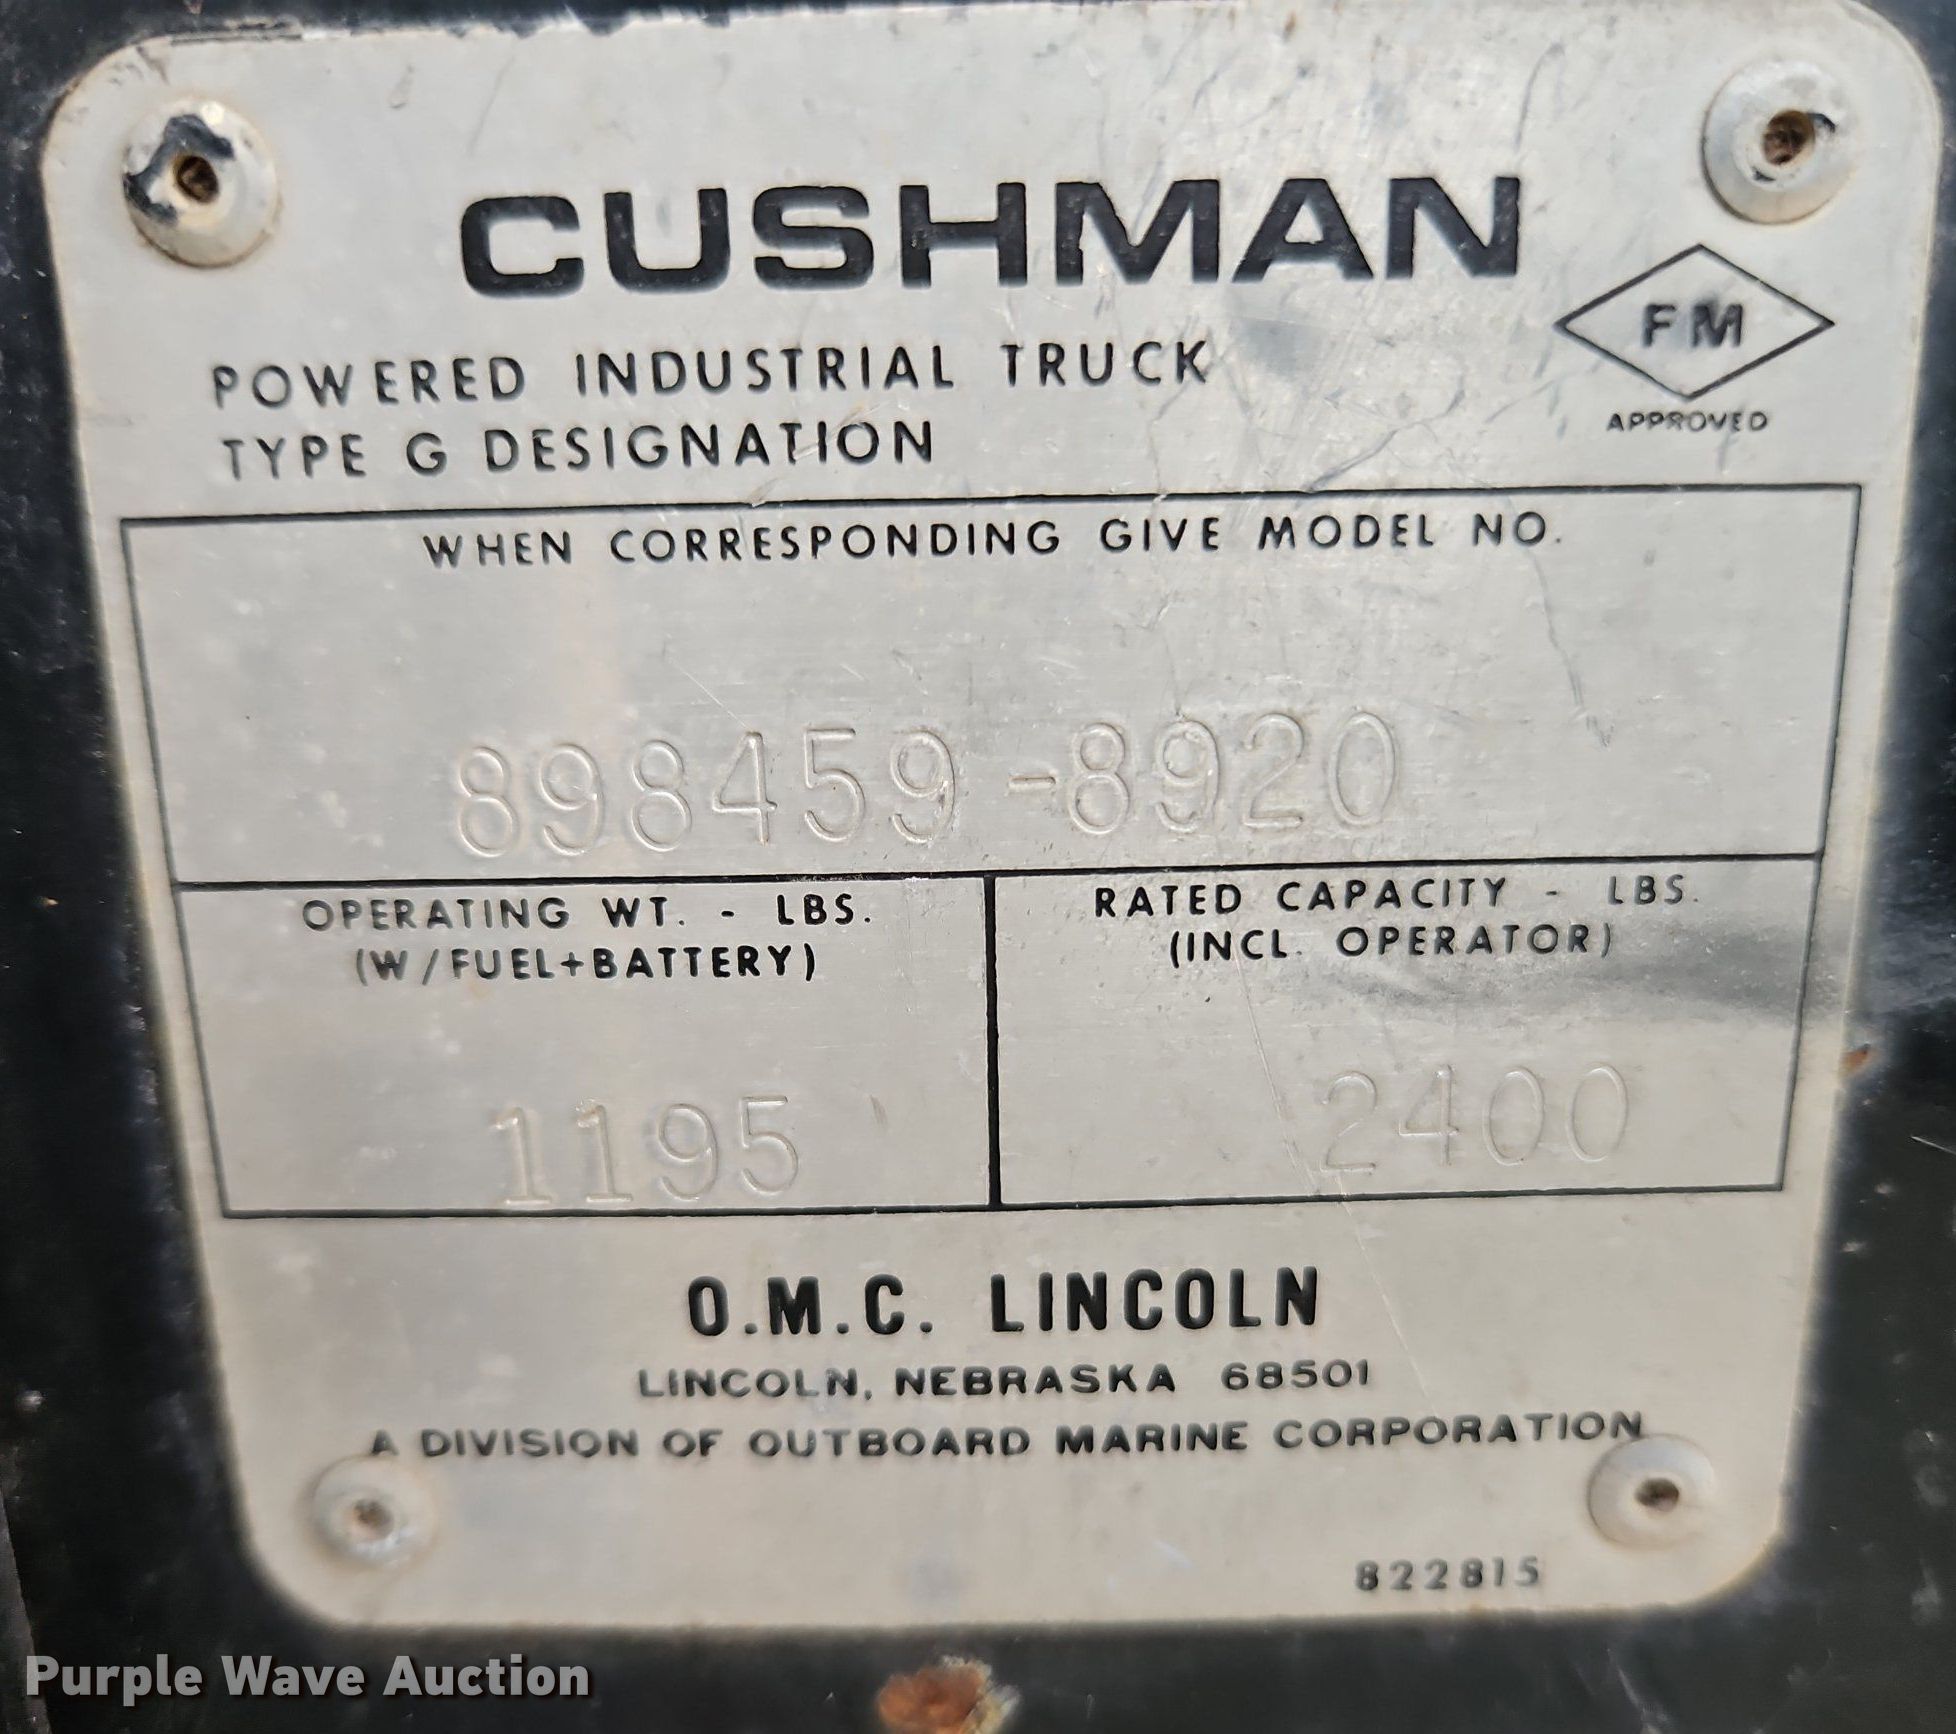 CUSHMAN
FM
APPROVED
POWERED INDUSTRIAL TRUCK
TYPE G DESIGNATION
WHEN CORRESPONDING GIVE MODEL NO.
898459-8920
OPERATING WT. - LBS.
(W/FUEL+BATTERY)
1195
RATED CAPACITY - LBS.
(INCL. OPERATOR)
2400
O.M.C. LINCOLN
LINCOLN, NEBRASKA 68501
A DIVISION OF OUTBOARD MARINE CORPORATION
822815
Purple Wave Auction